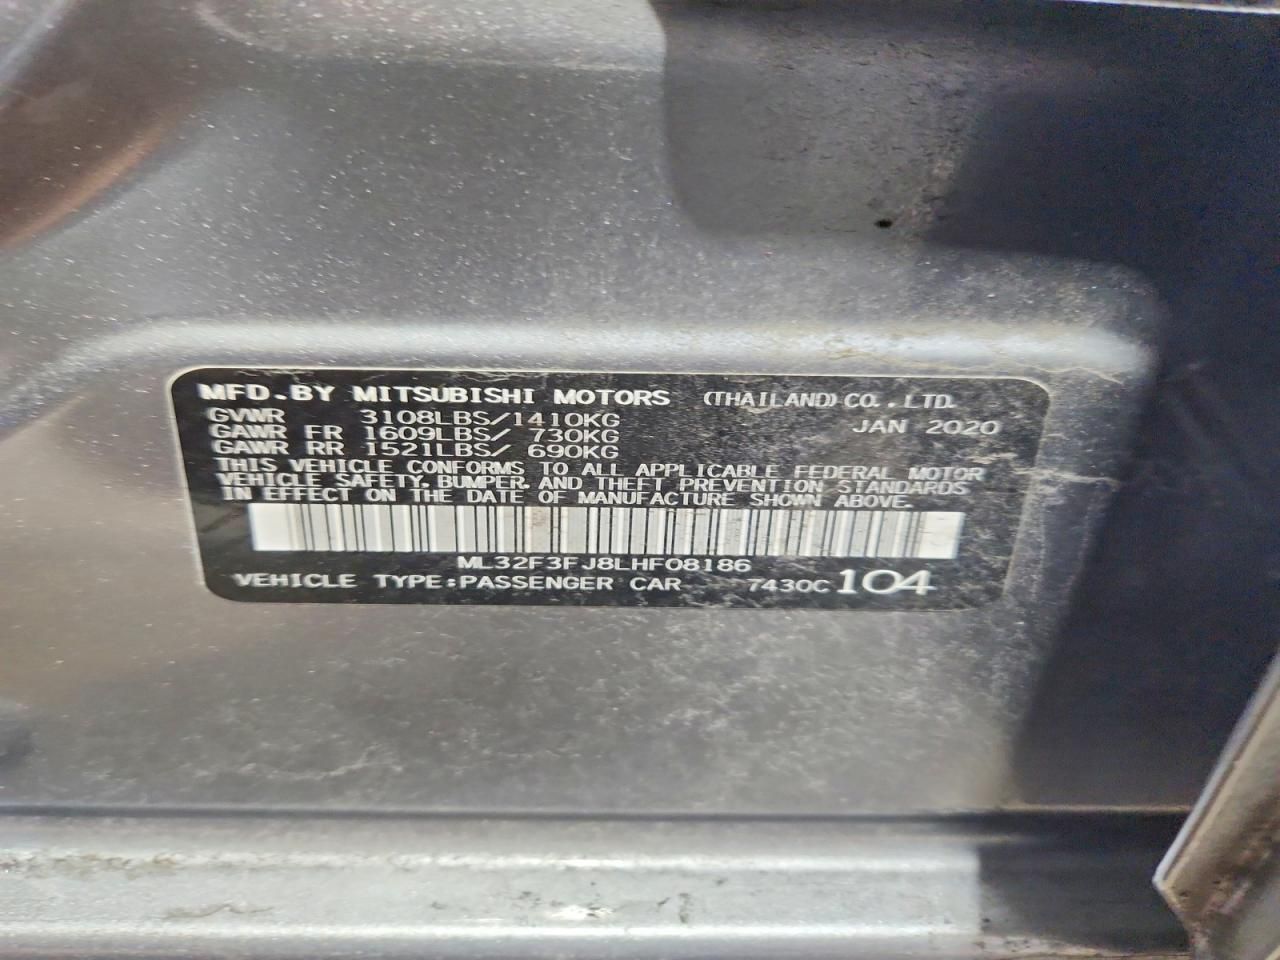 MFD. BY MITSUBISHI MOTORS (THAILAND) CO., LTD.
GVWR 3108LBS/1410KG JAN 2020
GAWR FR 1609LBS/ 730KG
GAWR RR 1521LBS/ 690KG
THIS VEHICLE CONFORMS TO ALL APPLICABLE FEDERAL MOTOR
VEHICLE SAFETY, BUMPER, AND THEFT PREVENTION STANDARDS
IN EFFECT ON THE DATE OF MANUFACTURE SHOWN ABOVE.
ML32F3FJ8LHF08186
VEHICLE TYPE:PASSENGER CAR 7430C 104